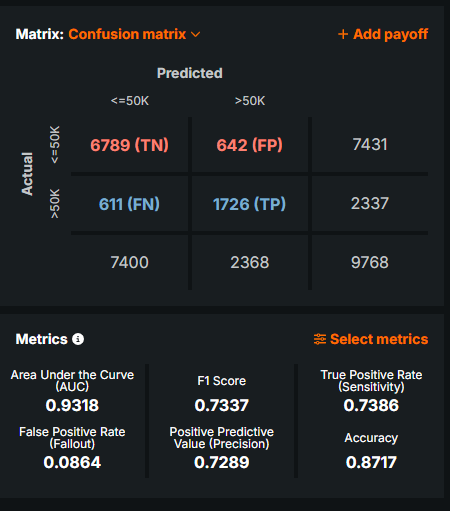 Matrix: Confusion matrix + Add payoff
Predicted
<=50K >50K
Actual
<=50K 6789 (TN) 642 (FP) 7431
>50K 611 (FN) 1726 (TP) 2337
7400 2368 9768
Metrics Select metrics
Area Under the Curve (AUC)
0.9318
F1 Score
0.7337
True Positive Rate (Sensitivity)
0.7386
False Positive Rate (Fallout)
0.0864
Positive Predictive Value (Precision)
0.7289
Accuracy
0.8717